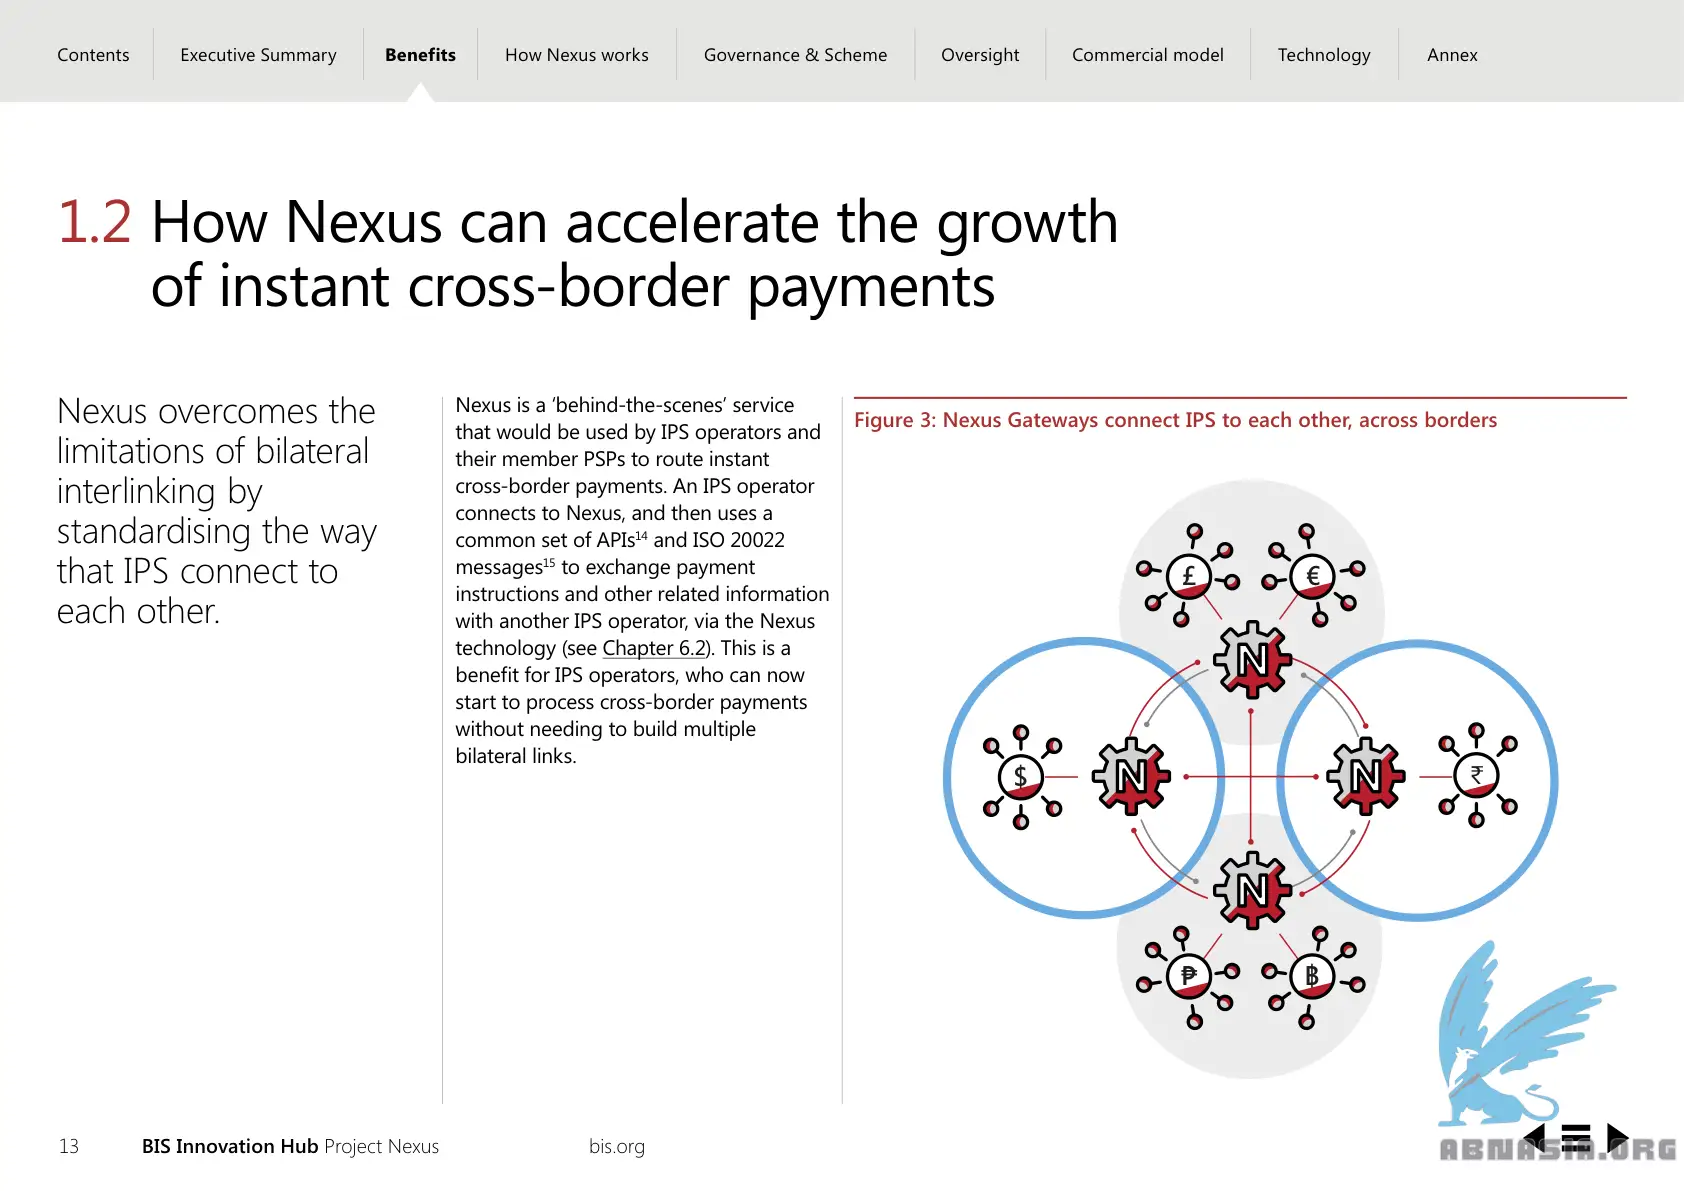 Contents
Executive Summary
Benefits
How Nexus works
Governance & Scheme
Oversight
Commercial model
Technology
Annex
1.2 How Nexus can accelerate the growth
of instant cross-border payments
Nexus overcomes the
limitations of bilateral
interlinking by
standardising the way
that IPS connect to
each other.
Nexus is a ‘behind-the-scenes’ service
that would be used by IPS operators and
their member PSPs to route instant
cross-border payments. An IPS operator
connects to Nexus, and then uses a
common set of APIs14 and ISO 20022
messages15 to exchange payment
instructions and other related information
with another IPS operator, via the Nexus
technology (see Chapter 6.2). This is a
benefit for IPS operators, who can now
start to process cross-border payments
without needing to build multiple
bilateral links.
Figure 3: Nexus Gateways connect IPS to each other, across borders
£
€
N
$
N
N
₹
N
₱
฿
13
BIS Innovation Hub Project Nexus
bis.org
ABNASIA.ORG